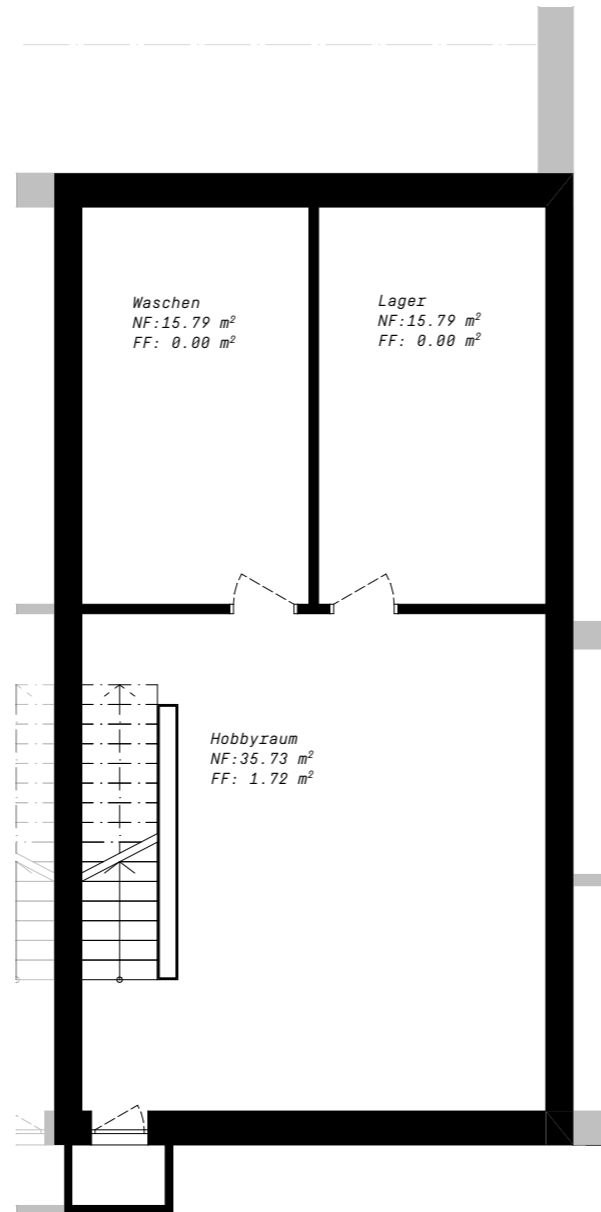 Waschen
NF:15.79 m²
FF: 0.00 m²
Lager
NF:15.79 m²
FF: 0.00 m²
Hobbyraum
NF:35.73 m²
FF: 1.72 m²